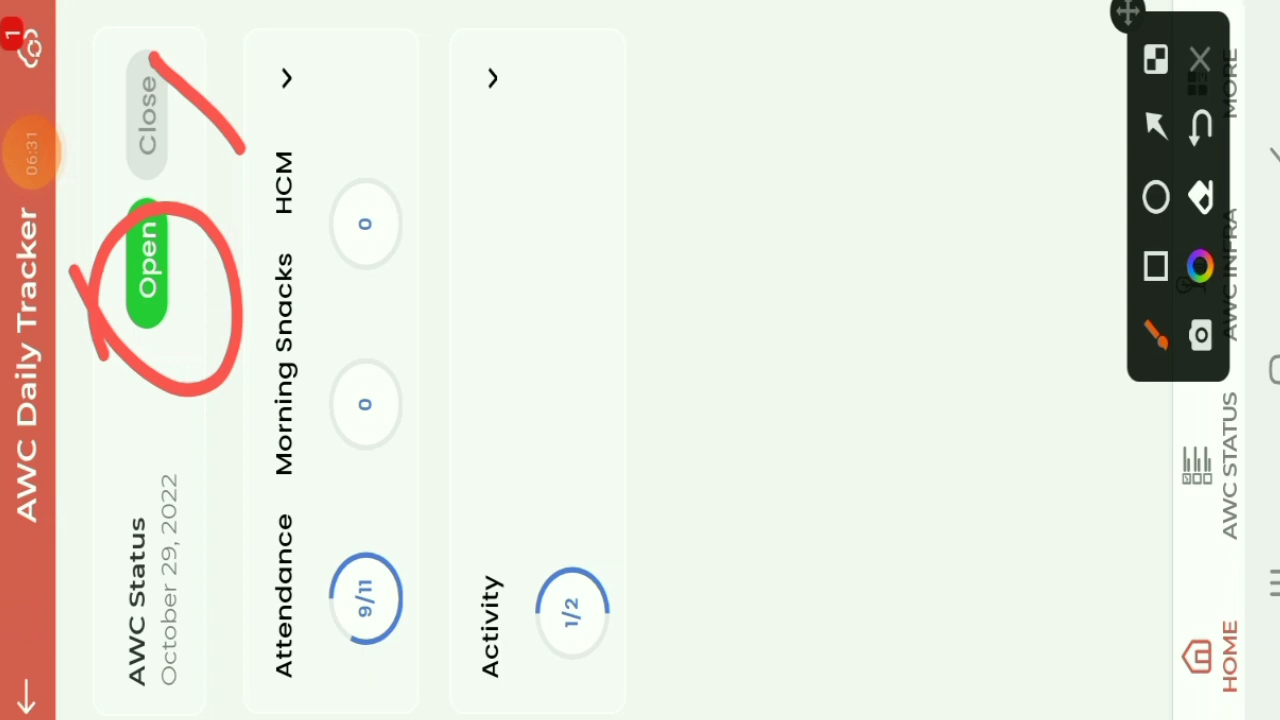 AWC Daily Tracker
1
06:31
AWC Status
October 29, 2022
Open
Close
Attendance
Morning Snacks
HCM
9/11
0
0
Activity
1/2
HOME
AWC STATUS
AWC INFRA
MORE